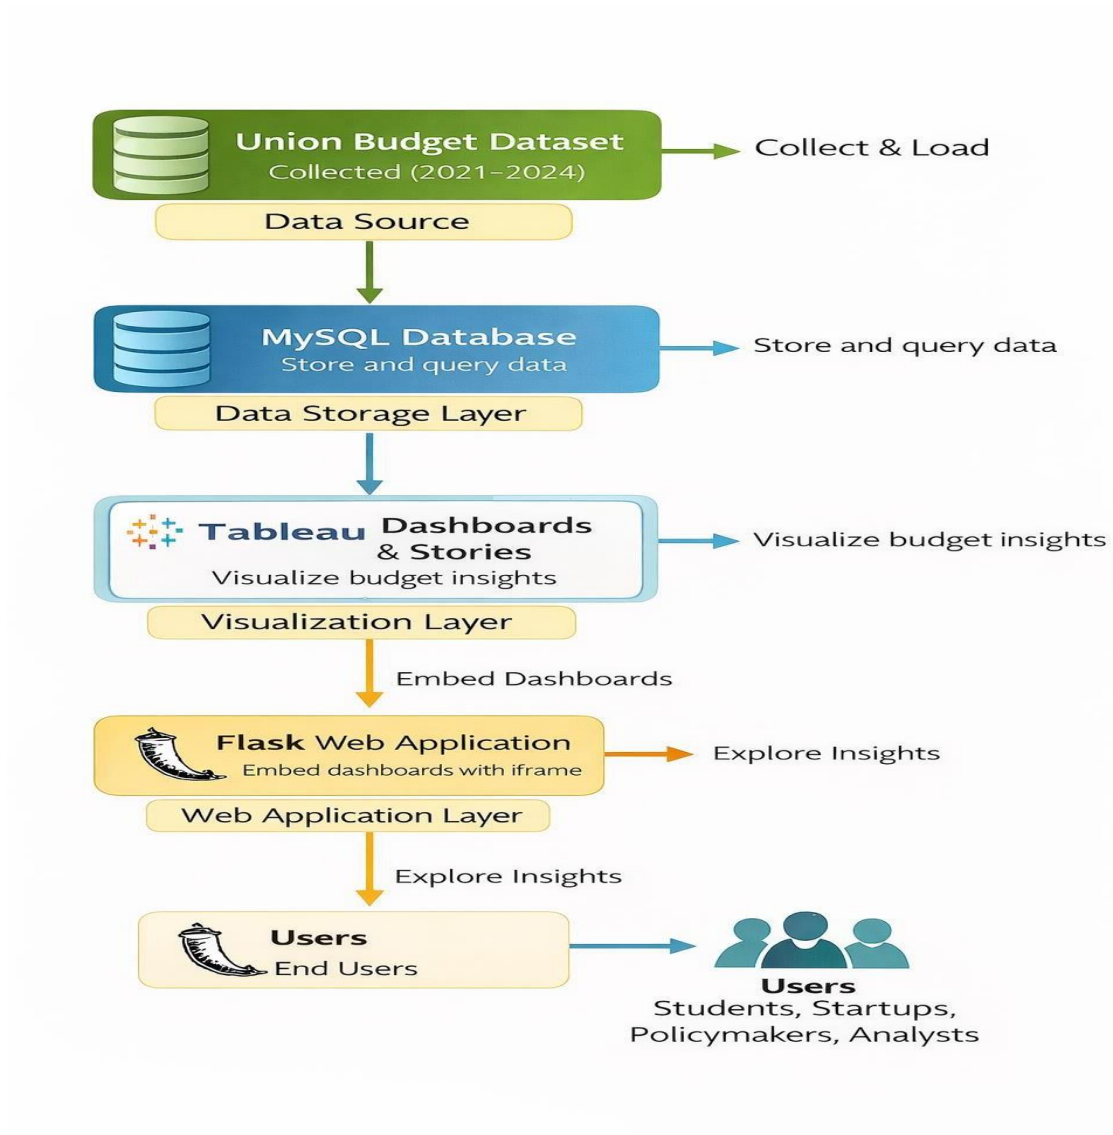 Union Budget Dataset
Collected (2021–2024)
Collect & Load
Data Source
MySQL Database
Store and query data
Store and query data
Data Storage Layer
Tableau Dashboards
& Stories
Visualize budget insights
Visualize budget insights
Visualization Layer
Embed Dashboards
Flask Web Application
Embed dashboards with iframe
Explore Insights
Web Application Layer
Explore Insights
Users
End Users
Users
Students, Startups,
Policymakers, Analysts